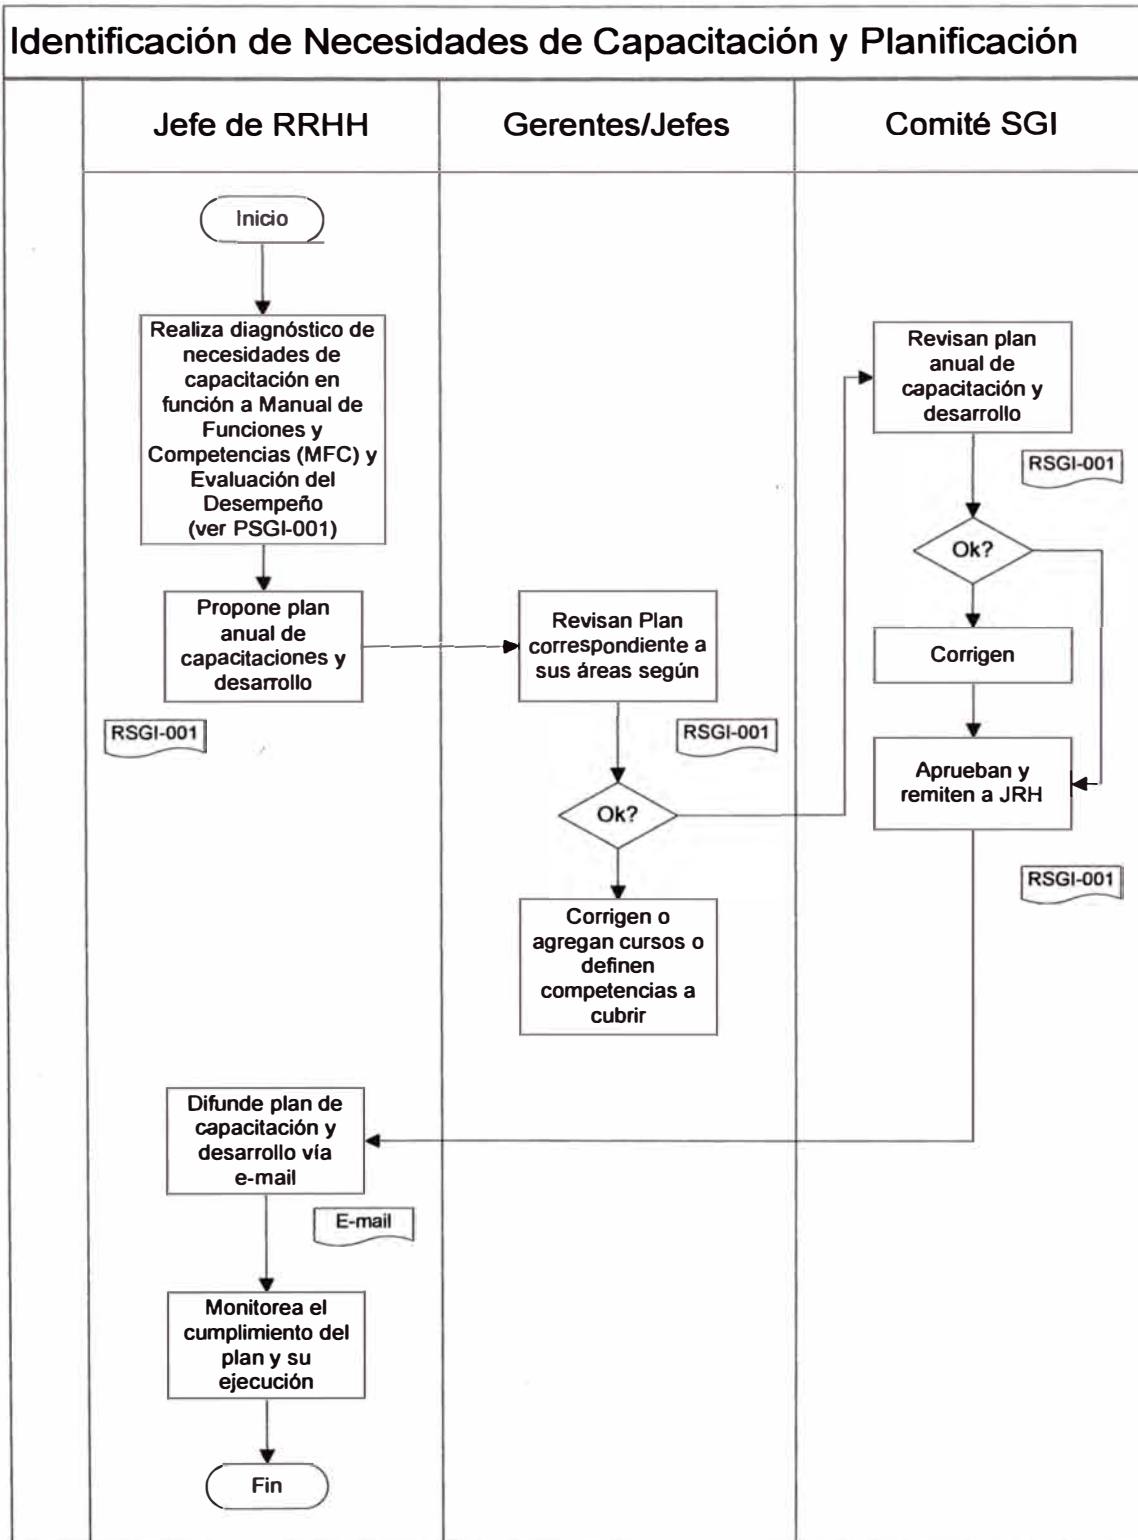 Identificación de Necesidades de Capacitación y Planificación
Jefe de RRHH
Gerentes/Jefes
Comité SGI
Inicio
Realiza diagnóstico de
necesidades de
capacitación en
función a Manual de
Funciones y
Competencias (MFC) y
Evaluación del
Desempeño
(ver PSGI-001)
Propone plan
anual de
capacitaciones y
desarrollo
RSGI-001
Revisan Plan
correspondiente a
sus áreas según
RSGI-001
Ok?
Corrigen o
agregan cursos o
definen
competencias a
cubrir
Revisan plan
anual de
capacitación y
desarrollo
RSGI-001
Ok?
Corrigen
Aprueban y
remiten a JRH
RSGI-001
Difunde plan de
capacitación y
desarrollo vía
e-mail
E-mail
Monitorea el
cumplimiento del
plan y su
ejecución
Fin